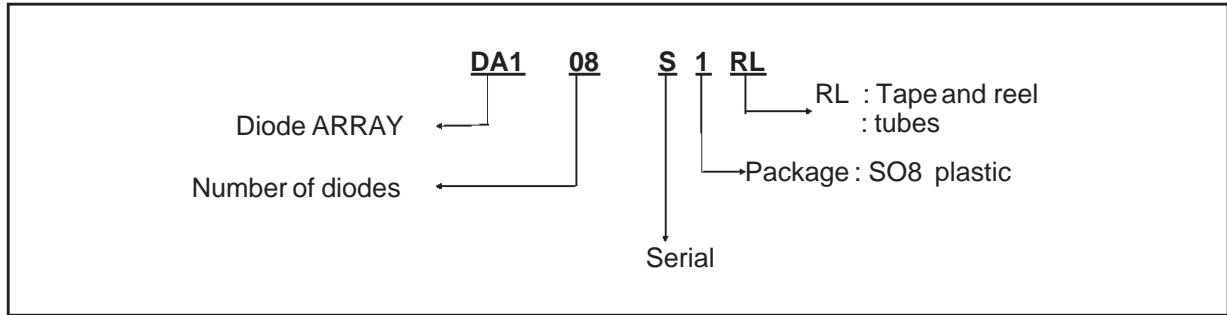 DA1 08 S 1 RL
RL : Tape and reel
: tubes
Diode ARRAY
Package : SO8 plastic
Number of diodes
Serial